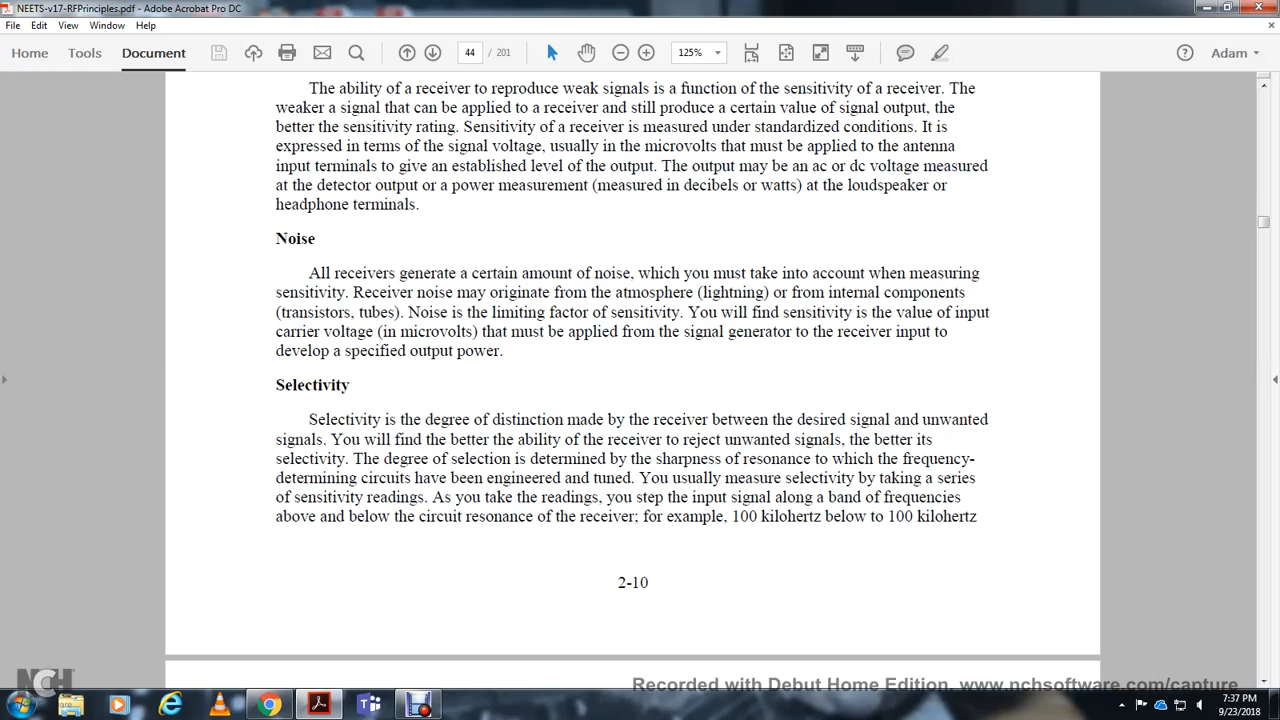 NEETS-v17-RFPrinciples.pdf - Adobe Acrobat Pro DC
File Edit View Window Help
Home Tools Document 44 / 201 125% Adam
The ability of a receiver to reproduce weak signals is a function of the sensitivity of a receiver. The
weaker a signal that can be applied to a receiver and still produce a certain value of signal output, the
better the sensitivity rating. Sensitivity of a receiver is measured under standardized conditions. It is
expressed in terms of the signal voltage, usually in the microvolts that must be applied to the antenna
input terminals to give an established level of the output. The output may be an ac or dc voltage measured
at the detector output or a power measurement (measured in decibels or watts) at the loudspeaker or
headphone terminals.
Noise
All receivers generate a certain amount of noise, which you must take into account when measuring
sensitivity. Receiver noise may originate from the atmosphere (lightning) or from internal components
(transistors, tubes). Noise is the limiting factor of sensitivity. You will find sensitivity is the value of input
carrier voltage (in microvolts) that must be applied from the signal generator to the receiver input to
develop a specified output power.
Selectivity
Selectivity is the degree of distinction made by the receiver between the desired signal and unwanted
signals. You will find the better the ability of the receiver to reject unwanted signals, the better its
selectivity. The degree of selection is determined by the sharpness of resonance to which the frequency-
determining circuits have been engineered and tuned. You usually measure selectivity by taking a series
of sensitivity readings. As you take the readings, you step the input signal along a band of frequencies
above and below the circuit resonance of the receiver; for example, 100 kilohertz below to 100 kilohertz
2-10
NCH
Recorded with Debut Home Edition. www.nchsoftware.com/capture
7:37 PM
9/23/2018